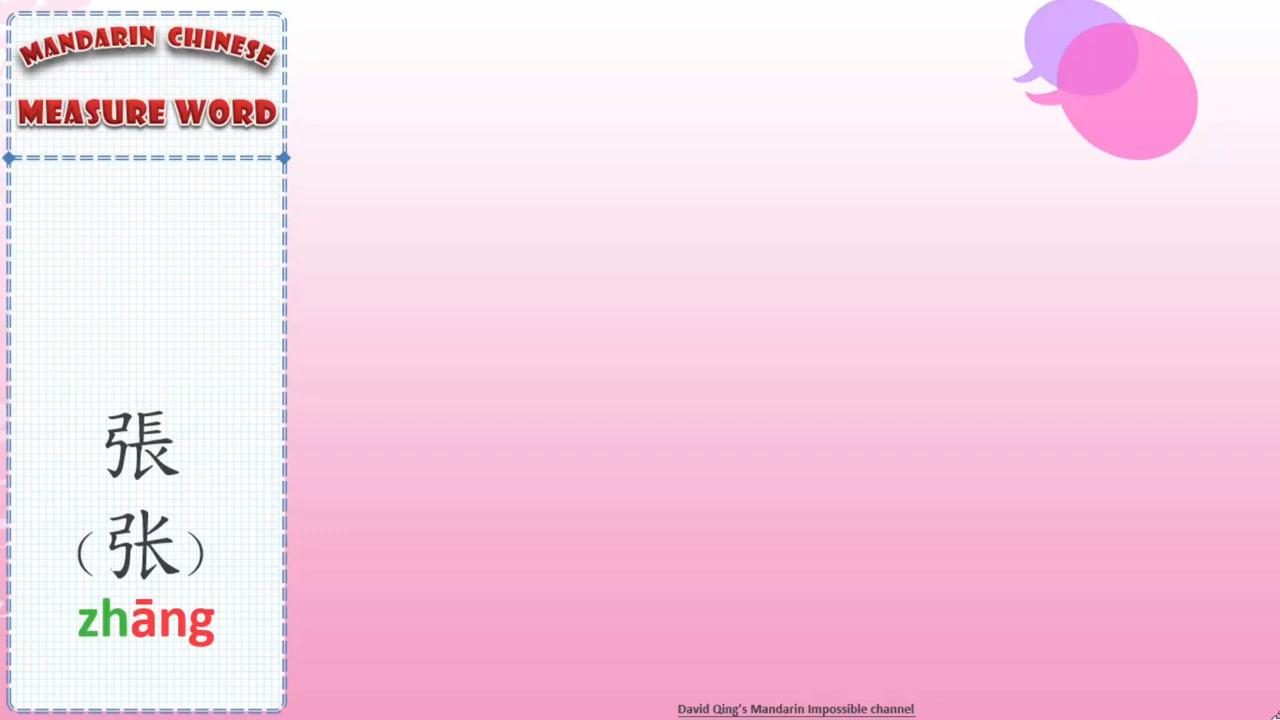 MANDARIN CHINESE
MEASURE WORD
張
（张）
zhāng
David Qing's Mandarin Impossible channel